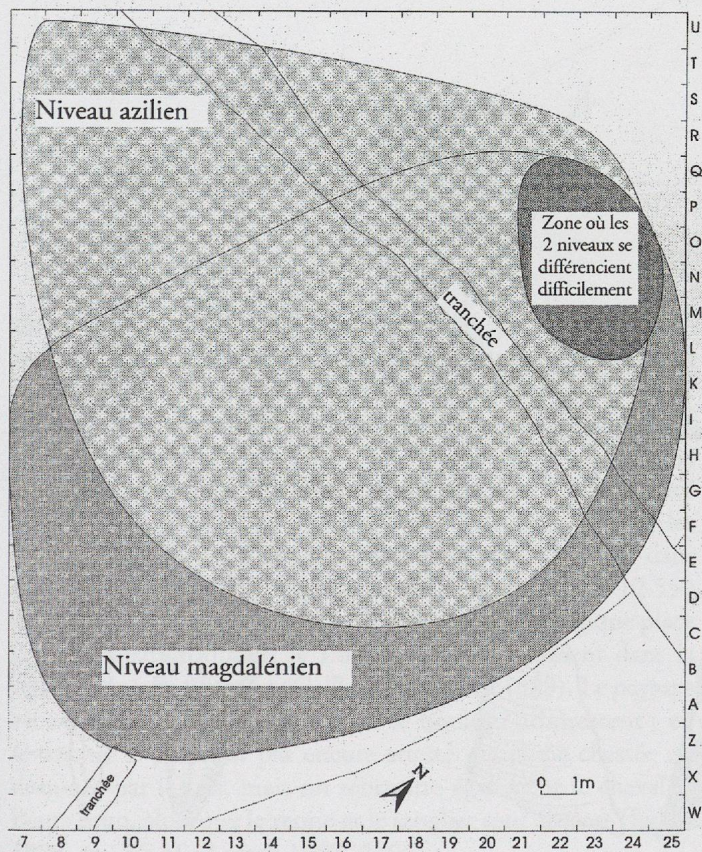 U
T
S
R
Q
P
O
N
M
L
K
I
H
G
F
E
D
C
B
A
Z
X
W
Niveau azilien
Zone où les
2 niveaux se
différencient
difficilement
tranchée
Niveau magdalénien
tranchée
N
0 1m
7 8 9 10 11 12 13 14 15 16 17 18 19 20 21 22 23 24 25